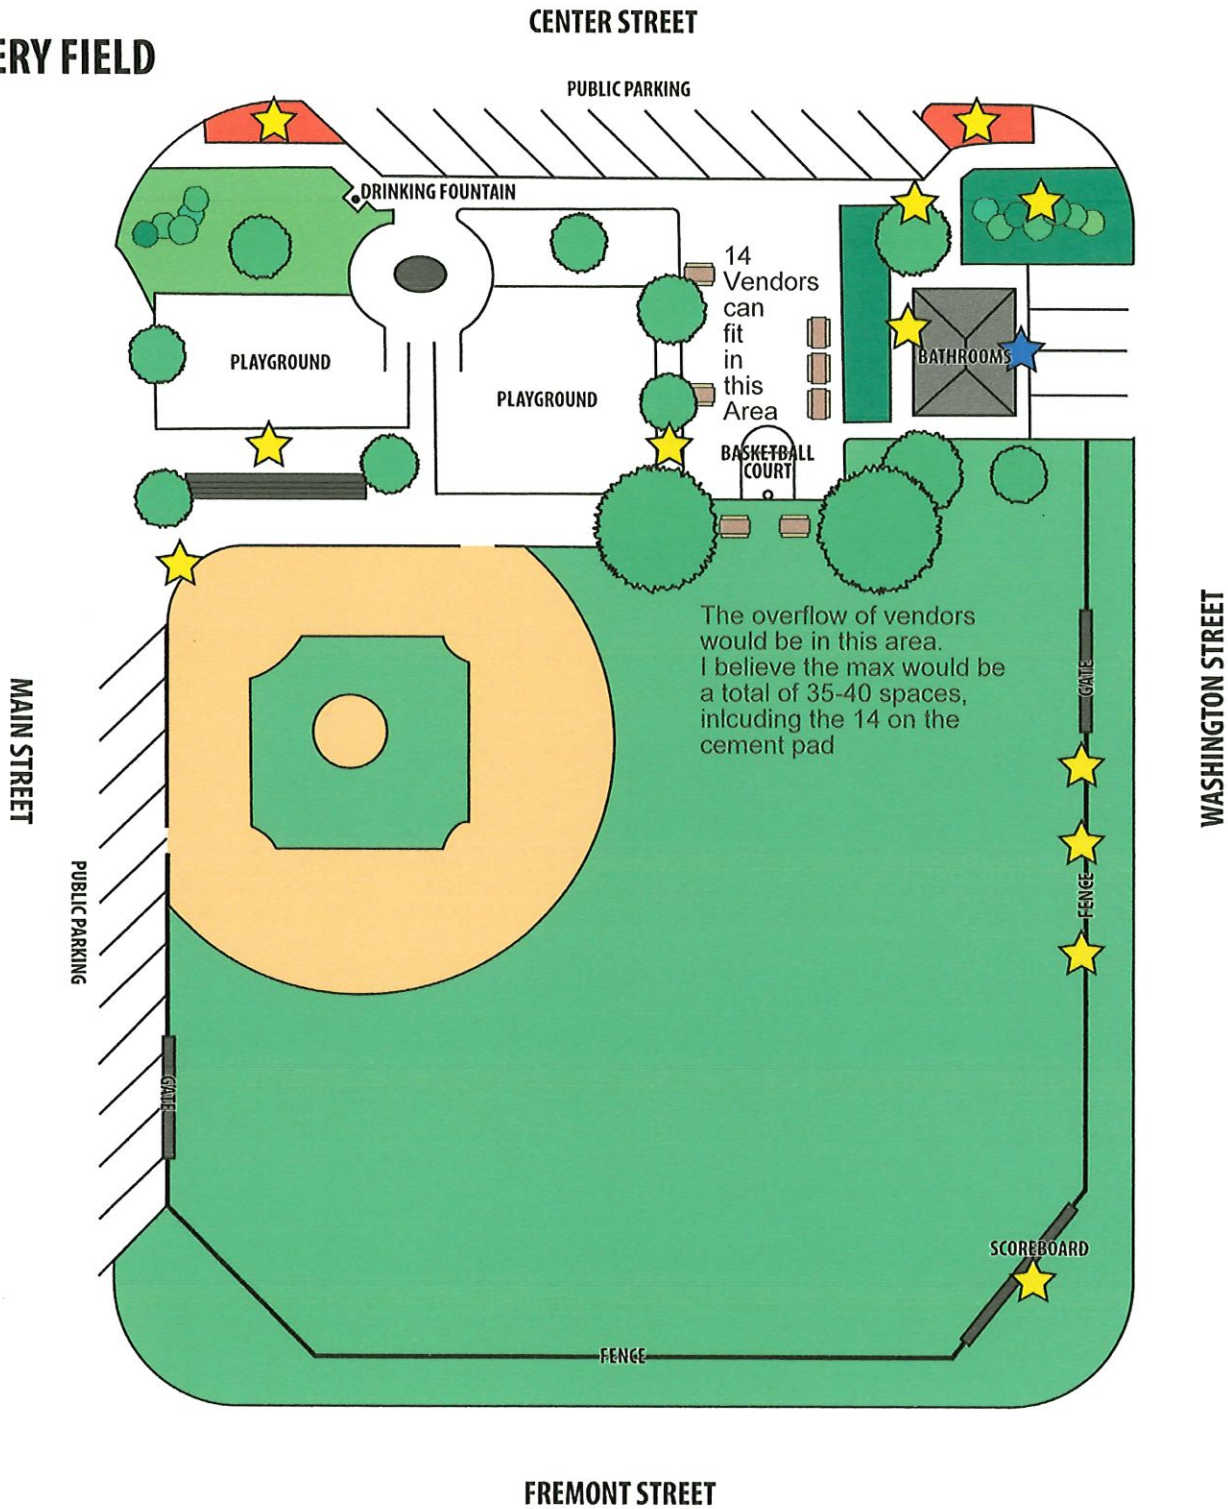 CENTER STREET
ERY FIELD
PUBLIC PARKING
DRINKING FOUNTAIN
14
Vendors
can
fit
in
this
Area
PLAYGROUND
BATHROOMS
PLAYGROUND
BASKETBALL
COURT
The overflow of vendors
would be in this area.
I believe the max would be
a total of 35-40 spaces,
inlcuding the 14 on the
cement pad
GATE
MAIN STREET
WASHINGTON STREET
PUBLIC PARKING
FENCE
GATE
SCOREBOARD
FENCE
FREMONT STREET